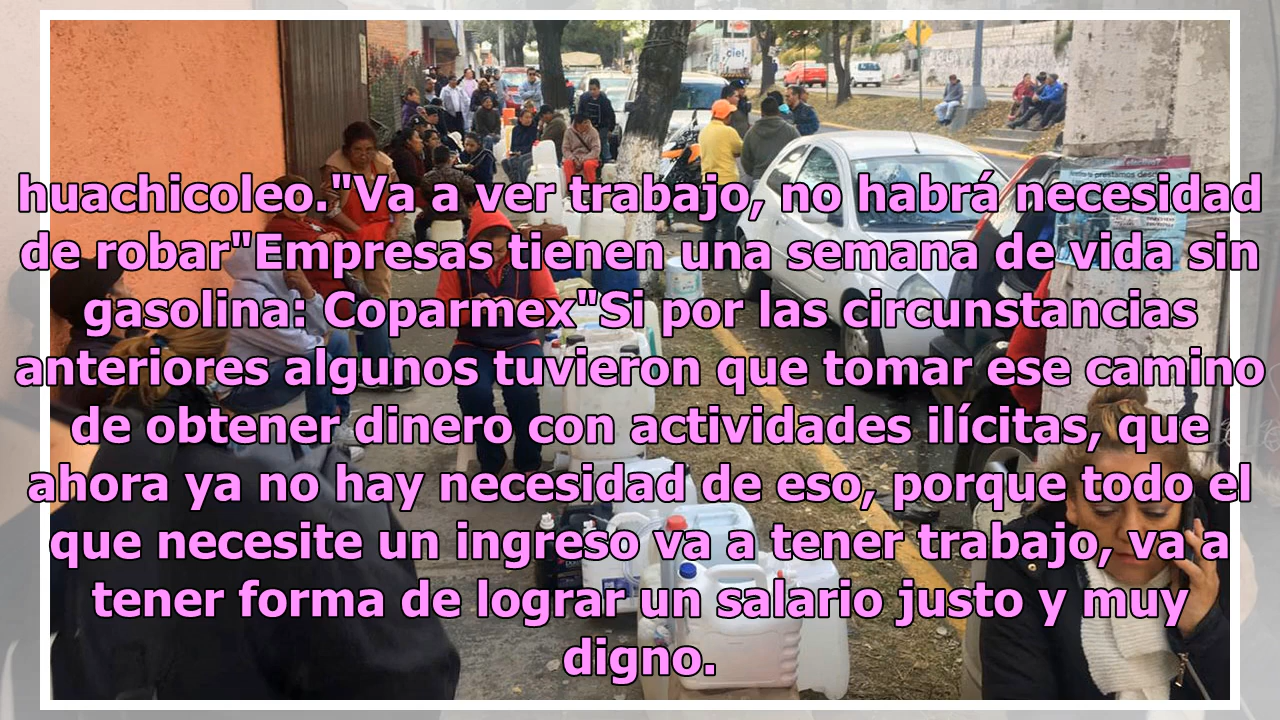 ciel
huachicoleo."Va a ver trabajo, no habrá necesidad
de robar"Empresas tienen una semana de vida sin
gasolina: Coparmex"Si por las circunstancias
anteriores algunos tuvieron que tomar ese camino
de obtener dinero con actividades ilícitas, que
ahora ya no hay necesidad de eso, porque todo el
que necesite un ingreso va a tener trabajo, va a
tener forma de lograr un salario justo y muy
digno.